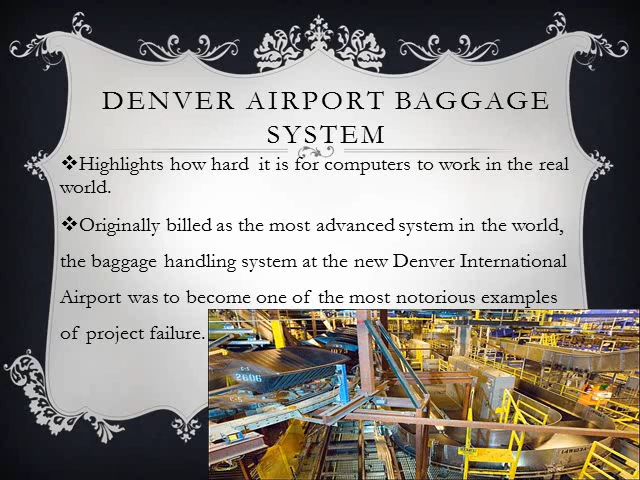 DENVER AIRPORT BAGGAGE
SYSTEM
❖Highlights how hard it is for computers to work in the real
world.
❖Originally billed as the most advanced system in the world,
the baggage handling system at the new Denver International
Airport was to become one of the most notorious examples
of project failure.
2606